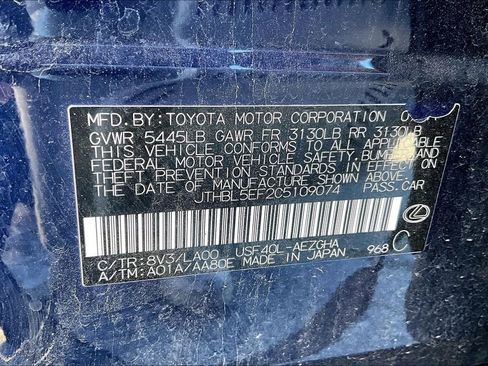 MFD. BY: TOYOTA MOTOR CORPORATION
GVWR 5445LB GAWR FR 3130LB RR 3130LB
THIS VEHICLE CONFORMS TO ALL APPLICABLE
FEDERAL MOTOR VEHICLE SAFETY, BUMPER AND
THEFT PREVENTION STANDARDS IN EFFECT ON
THE DATE OF MANUFACTURE SHOWN ABOVE.
JTHBL5EF2C5109074 PASS.CAR
C/TR:8V3/LA00 USF40L-AEZGHA
A/TM:A01A/AA80E MADE IN JAPAN 968 C